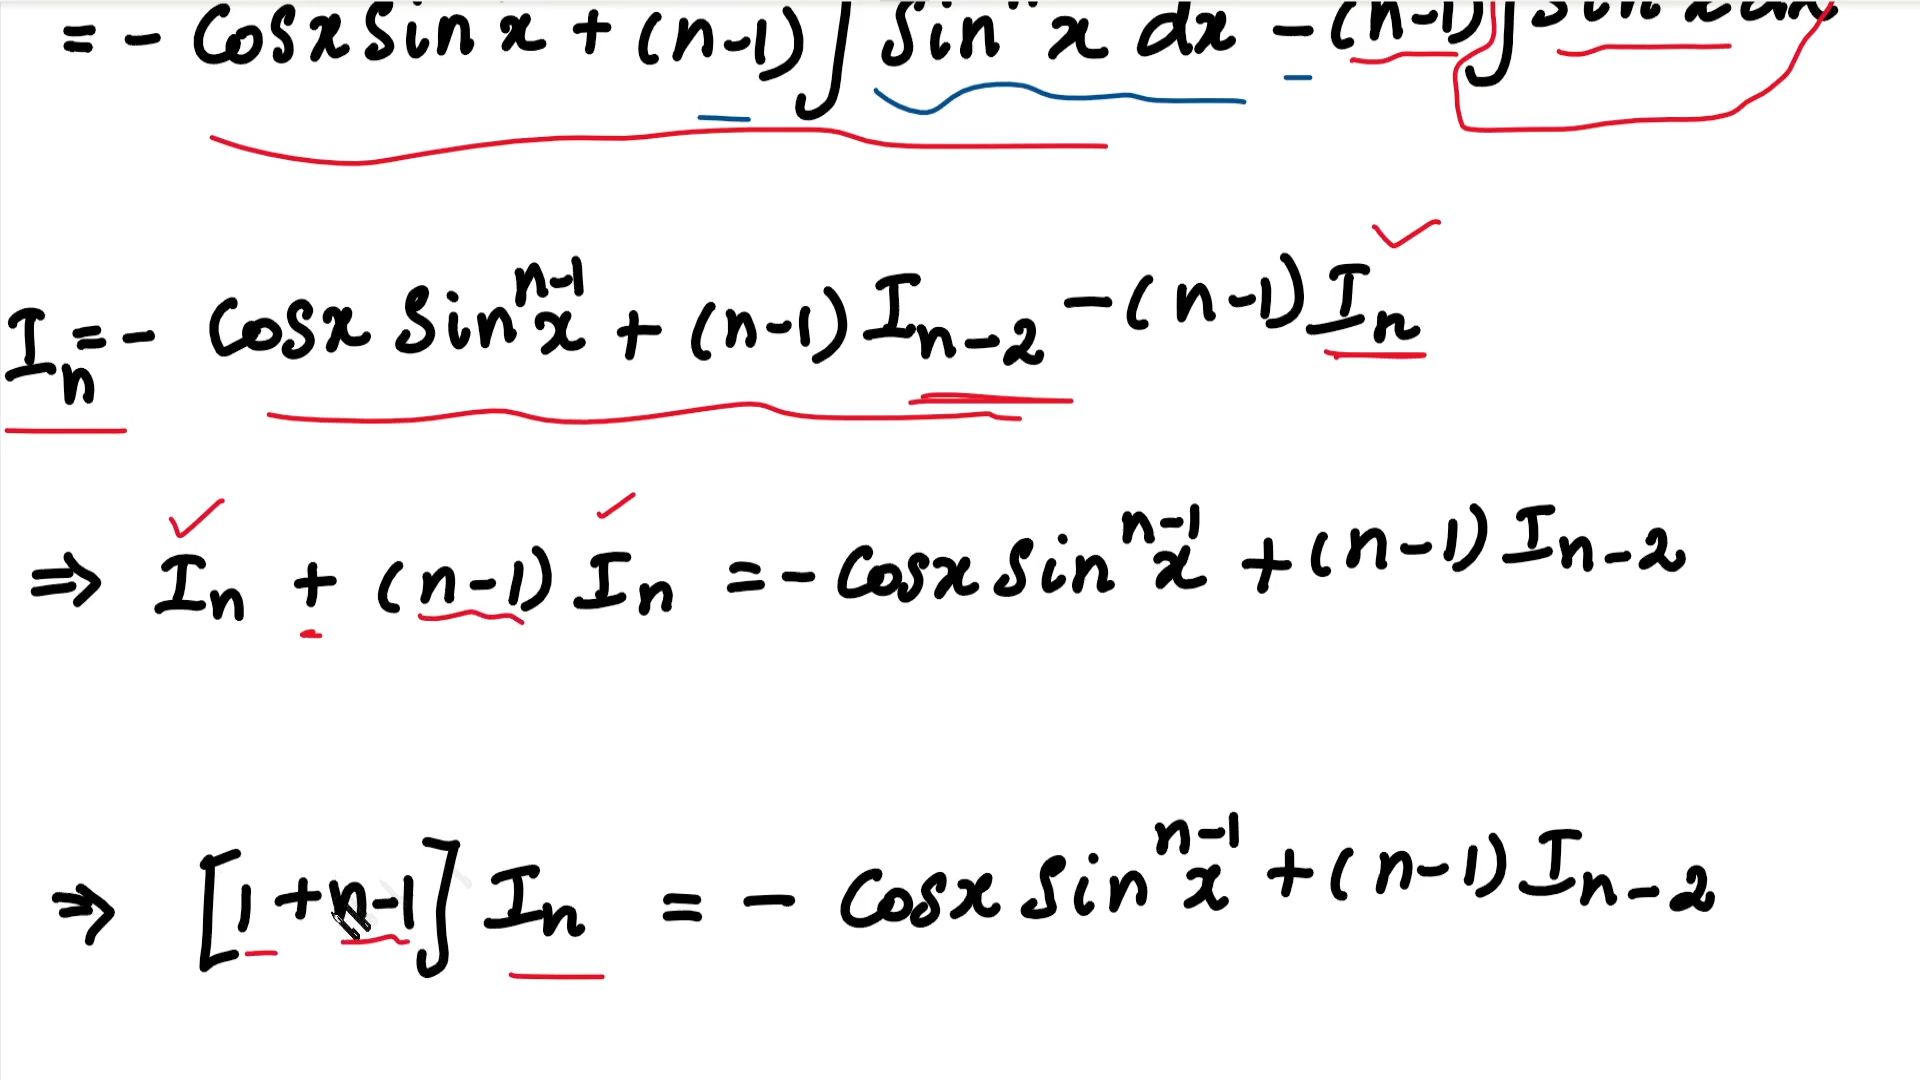 = - Cosx Sin x + (n-1) ∫ Sin x dx - (n-1) ∫
Iₙ = - Cosx Sinⁿ⁻¹x + (n-1) Iₙ₋₂ - (n-1) Iₙ
⇒ Iₙ + (n-1) Iₙ = - Cosx Sinⁿ⁻¹x + (n-1) Iₙ₋₂
⇒ [1+n-1] Iₙ = - Cosx Sinⁿ⁻¹x + (n-1) Iₙ₋₂